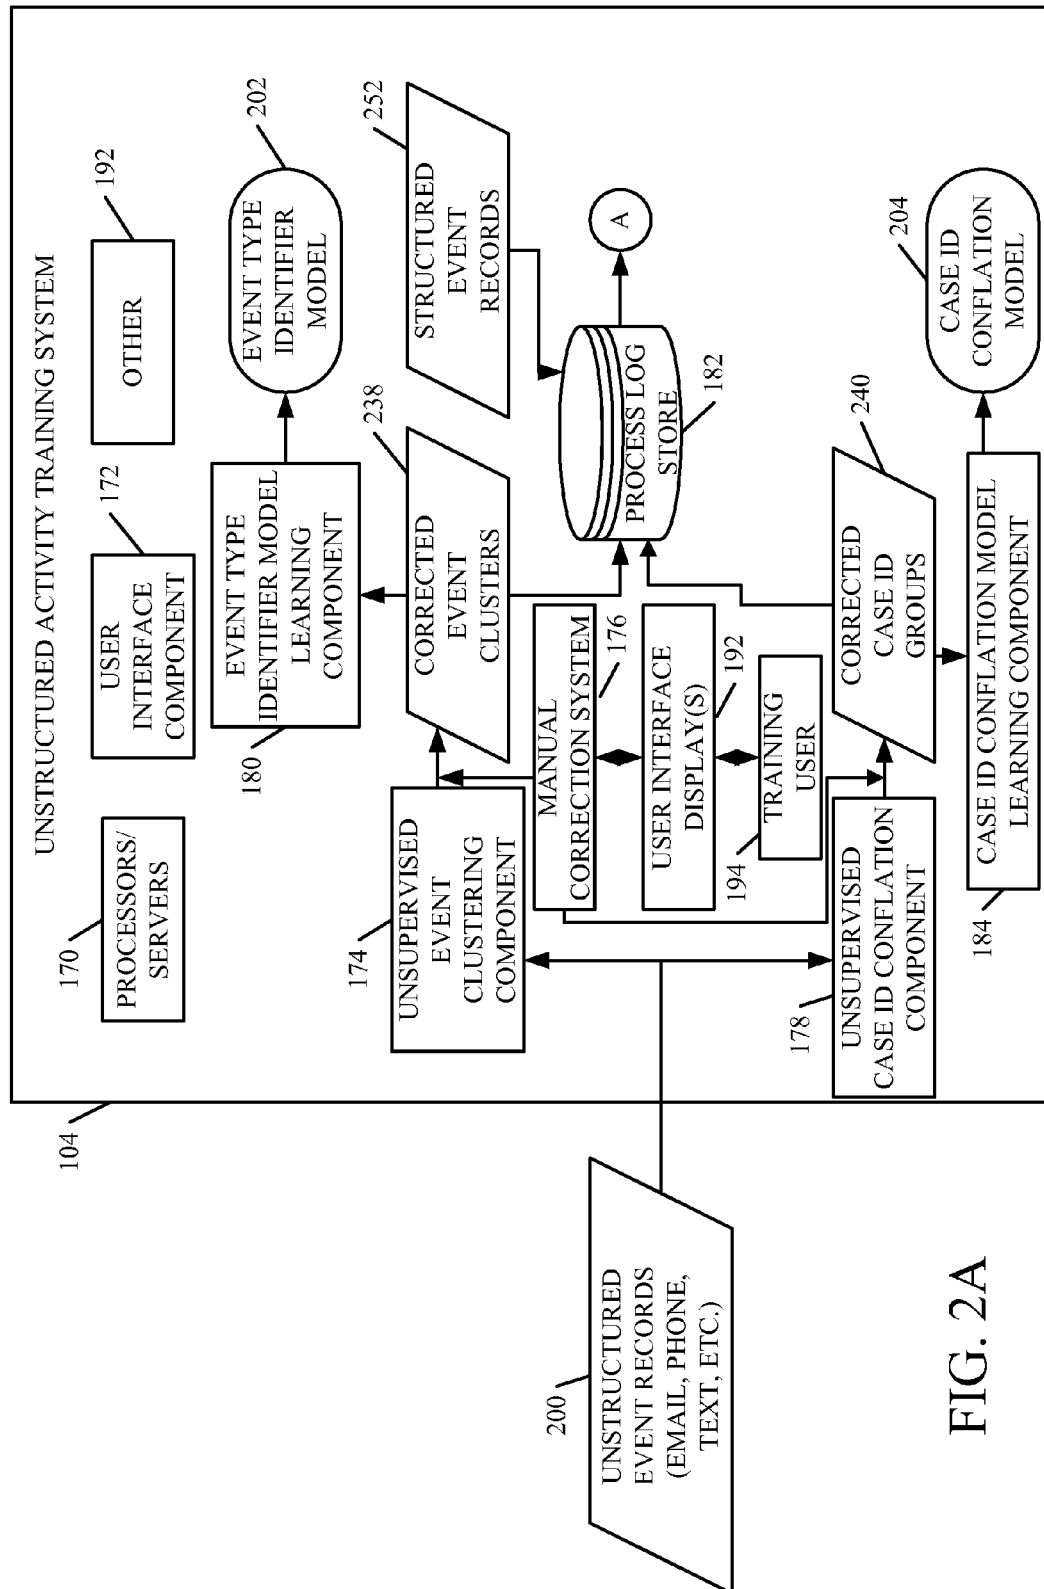 UNSTRUCTURED ACTIVITY TRAINING SYSTEM
104
170
PROCESSORS/
SERVERS
172
USER
INTERFACE
COMPONENT
192
OTHER
180
EVENT TYPE
IDENTIFIER MODEL
LEARNING
COMPONENT
202
EVENT TYPE
IDENTIFIER
MODEL
174
UNSUPERVISED
EVENT
CLUSTERING
COMPONENT
238
CORRECTED
EVENT
CLUSTERS
252
STRUCTURED
EVENT
RECORDS
MANUAL
CORRECTION SYSTEM
176
USER INTERFACE
DISPLAY(S)
192
194
TRAINING
USER
PROCESS LOG
STORE
182
A
200
UNSTRUCTURED
EVENT RECORDS
(EMAIL, PHONE,
TEXT, ETC.)
178
UNSUPERVISED
CASE ID CONFLATION
COMPONENT
240
CORRECTED
CASE ID
GROUPS
184
CASE ID CONFLATION MODEL
LEARNING COMPONENT
204
CASE ID
CONFLATION
MODEL
FIG. 2A